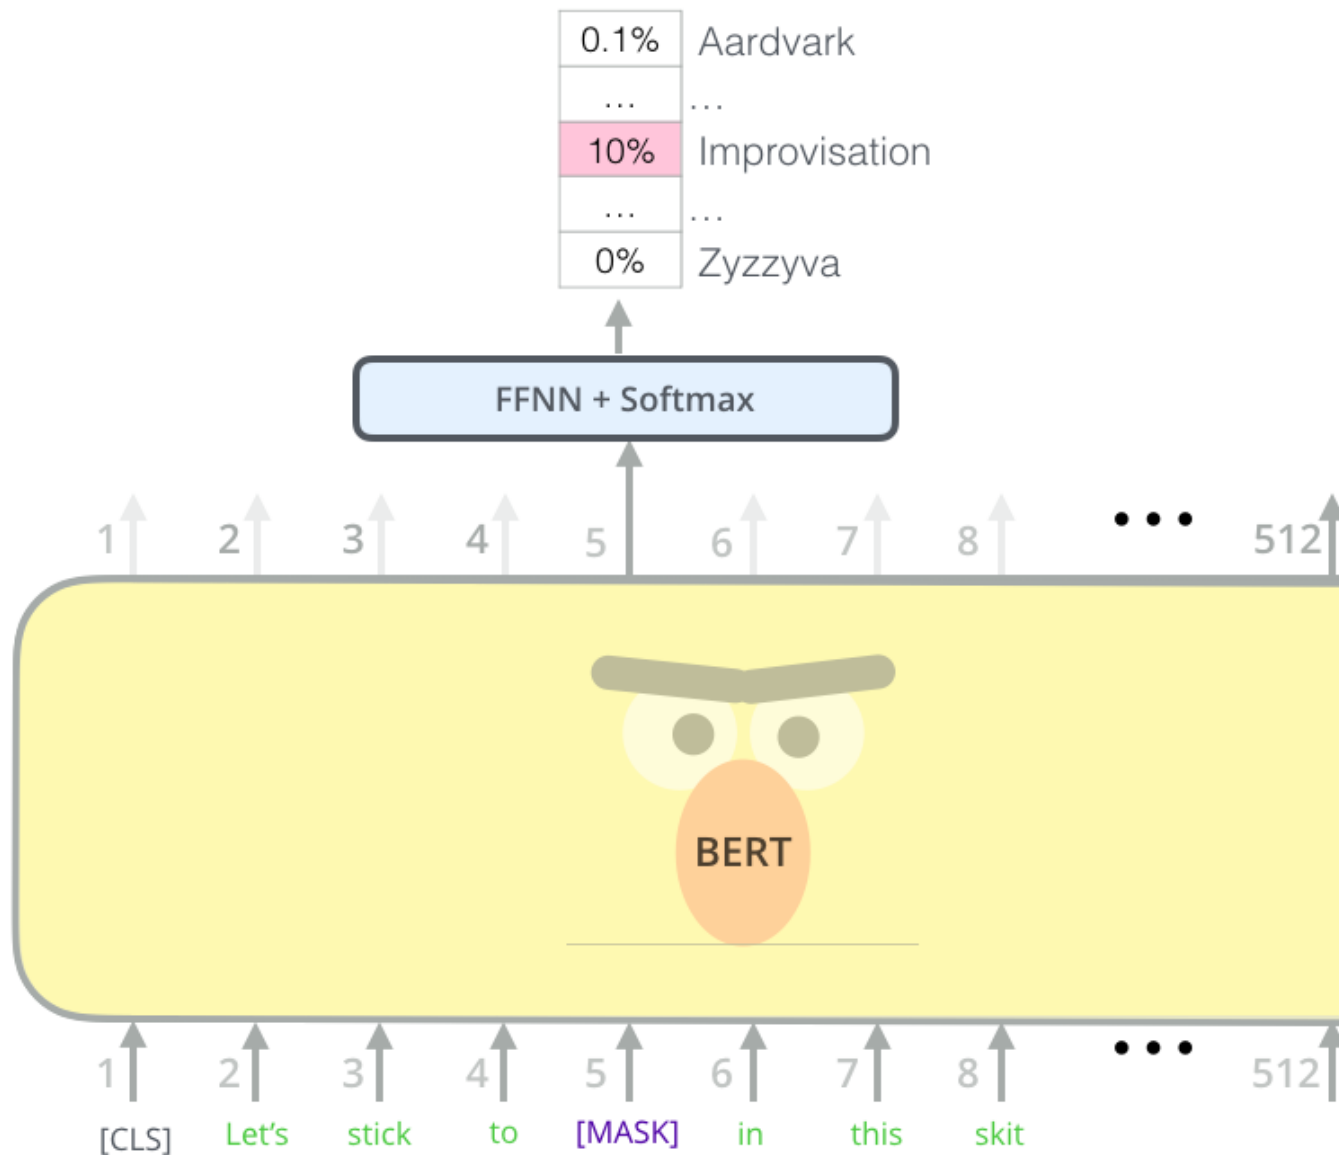 0.1% Aardvark
... ...
10% Improvisation
... ...
0% Zyzzyva
FFNN + Softmax
1 2 3 4 5 6 7 8 ••• 512
BERT
1 2 3 4 5 6 7 8 ••• 512
[CLS] Let's stick to [MASK] in this skit